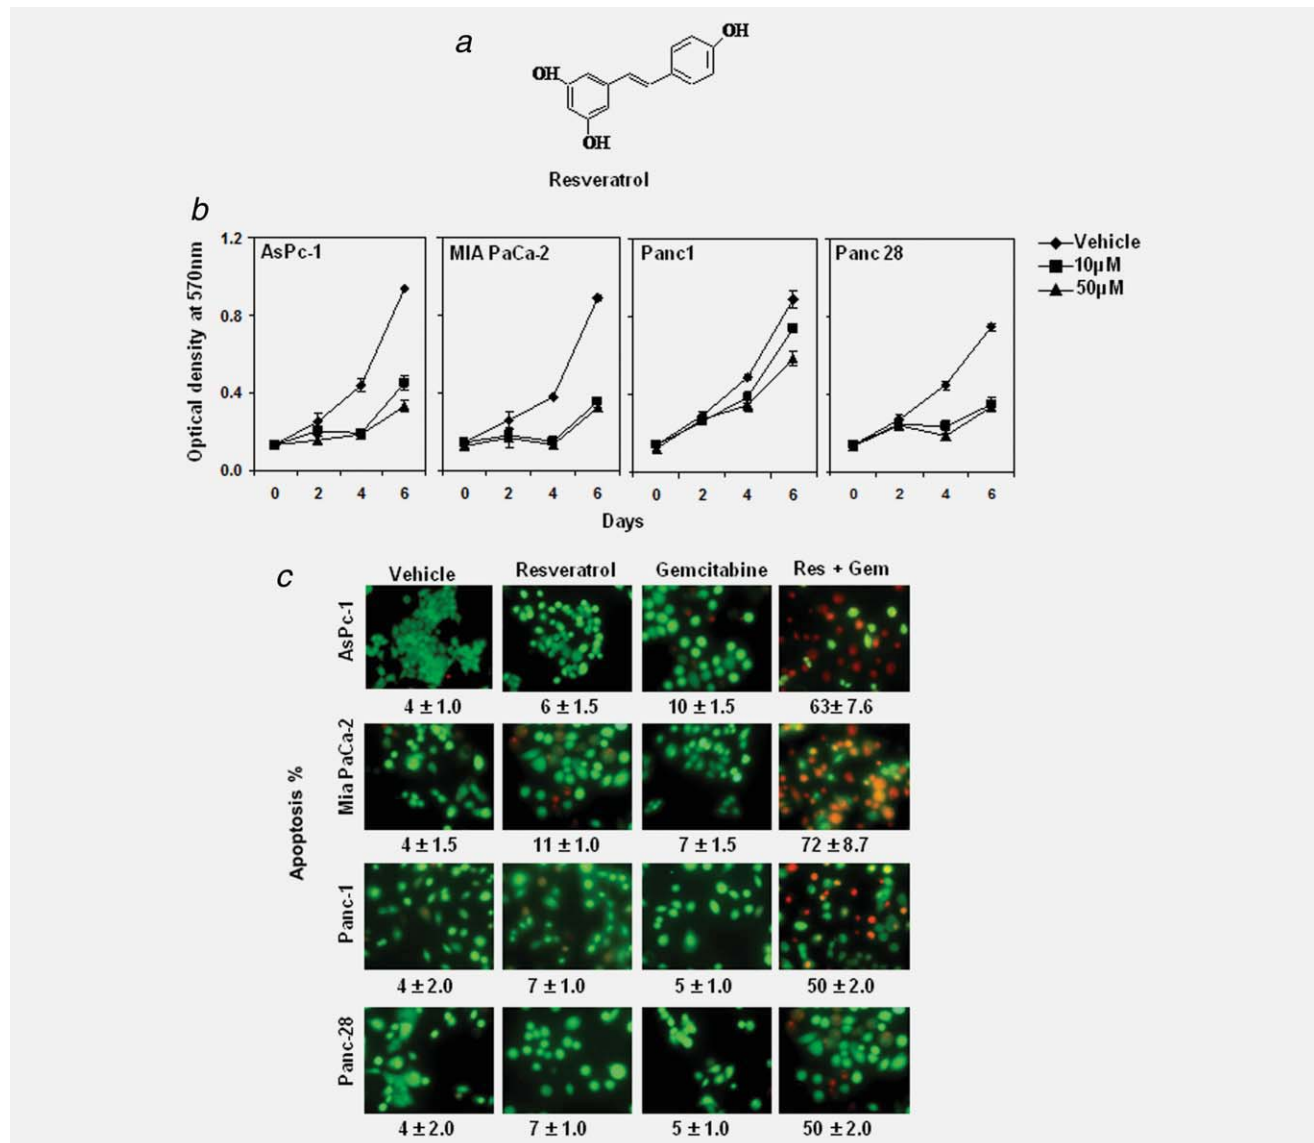 a
OH
OH
OH
Resveratrol
b
Optical density at 570nm
1.2
0.8
0.4
0.0
AsPc-1
MIA PaCa-2
Panc1
Panc 28
Vehicle
10µM
50µM
0 2 4 6 0 2 4 6 0 2 4 6 0 2 4 6
Days
c
Vehicle Resveratrol Gemcitabine Res + Gem
Apoptosis %
AsPc-1
4 ± 1.0 6 ± 1.5 10 ± 1.5 63± 7.6
Mia PaCa-2
4 ± 1.5 11 ± 1.0 7 ± 1.5 72 ± 8.7
Panc-1
4 ± 2.0 7 ± 1.0 5 ± 1.0 50 ± 2.0
Panc-28
4 ± 2.0 7 ± 1.0 5 ± 1.0 50 ± 2.0